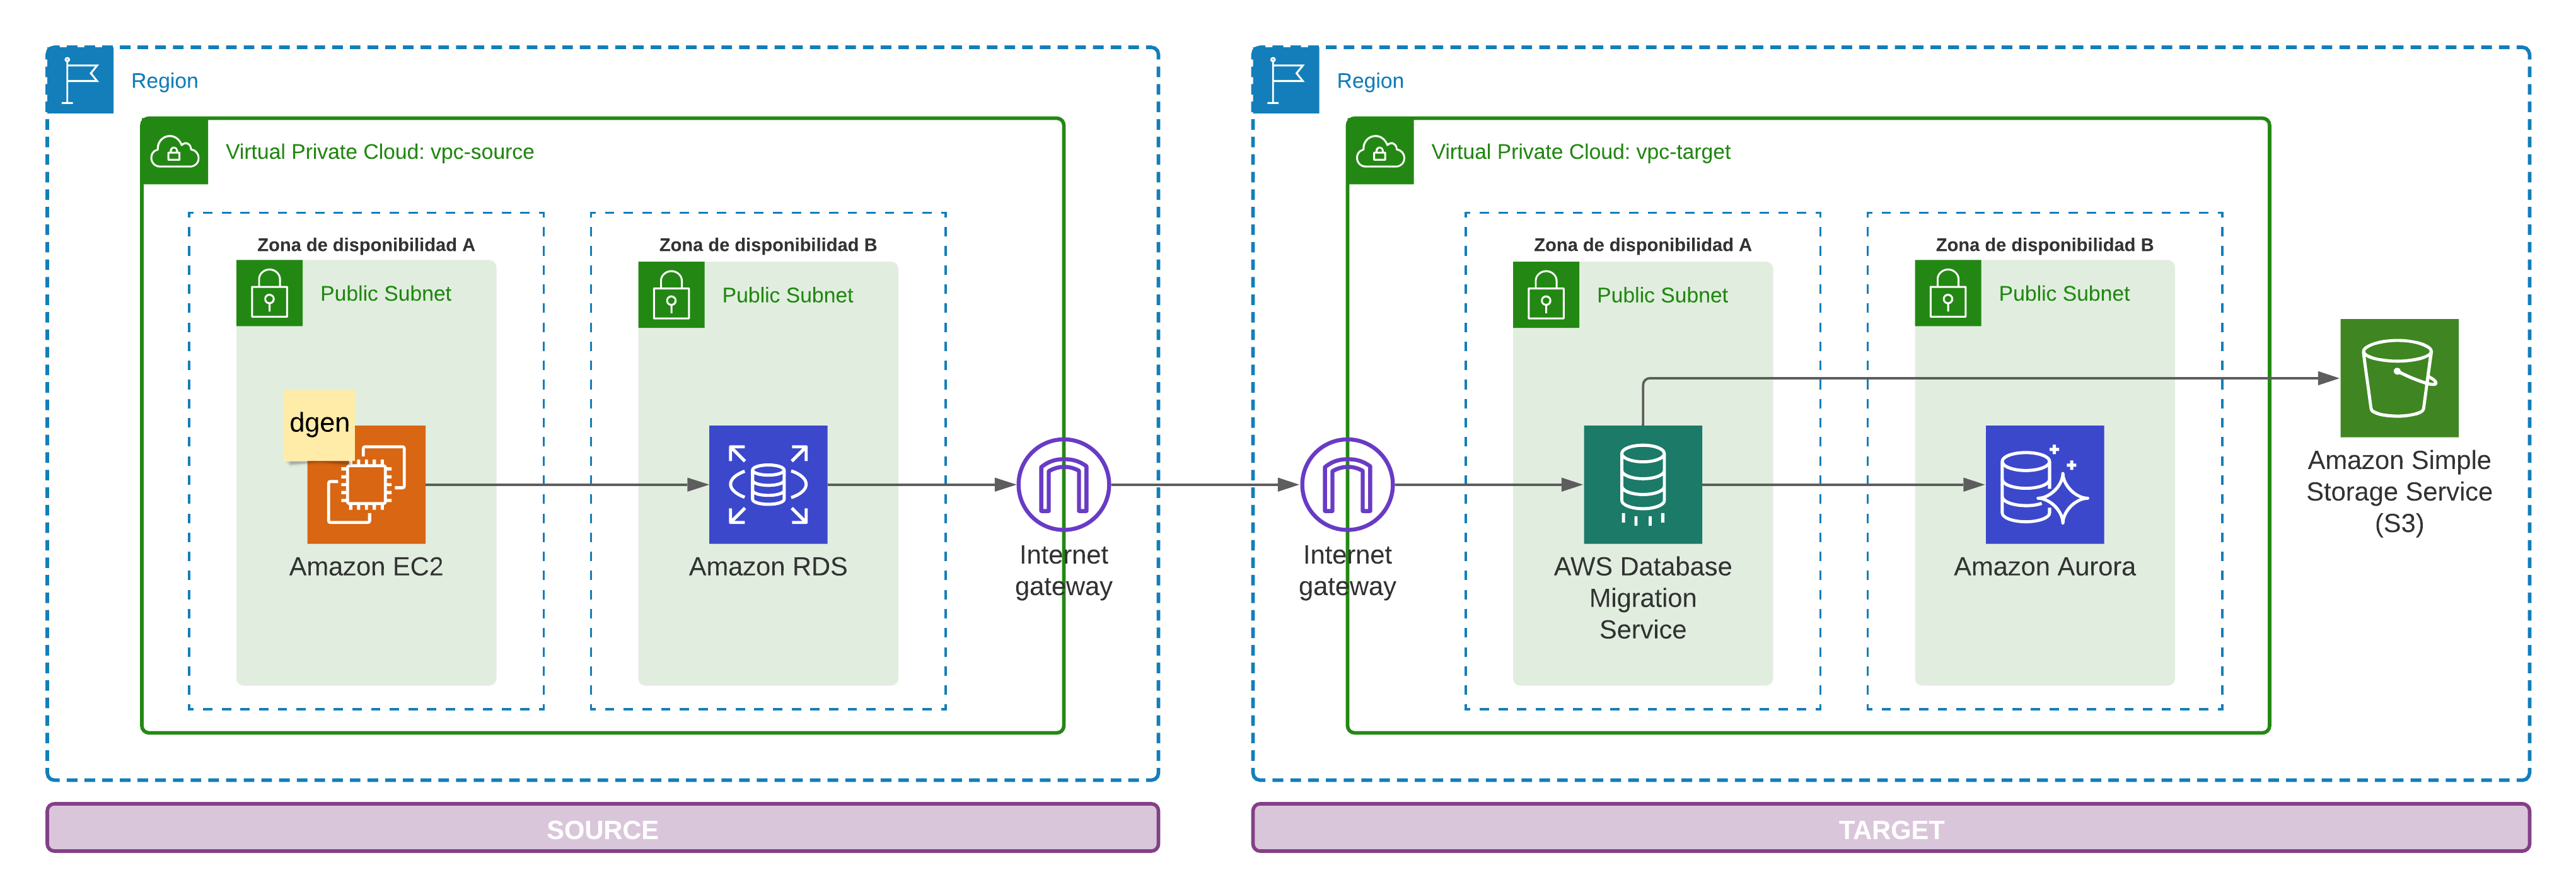 Region
Virtual Private Cloud: vpc-source
Zona de disponibilidad A
Public Subnet
dgen
Amazon EC2
Zona de disponibilidad B
Public Subnet
Amazon RDS
Internet
gateway
SOURCE
Region
Virtual Private Cloud: vpc-target
Internet
gateway
Zona de disponibilidad A
Public Subnet
AWS Database
Migration
Service
Zona de disponibilidad B
Public Subnet
Amazon Aurora
Amazon Simple
Storage Service
(S3)
TARGET